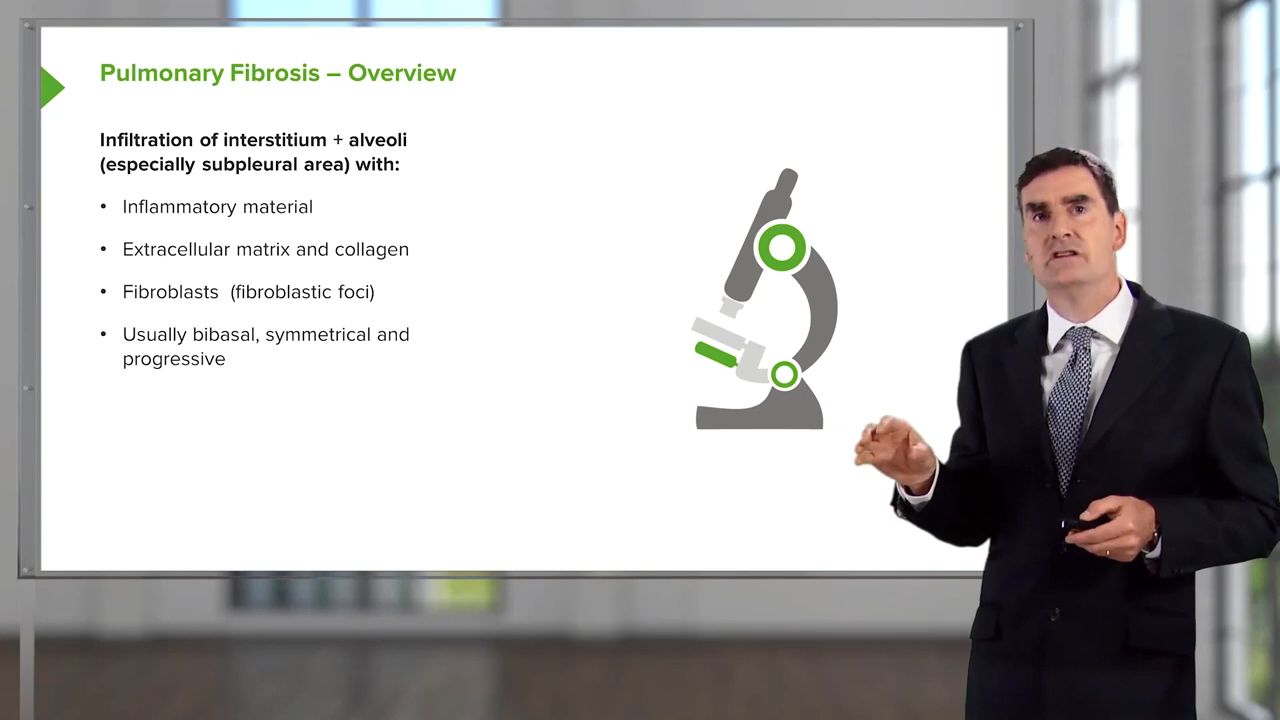 Pulmonary Fibrosis – Overview
Infiltration of interstitium + alveoli
(especially subpleural area) with:
• Inflammatory material
• Extracellular matrix and collagen
• Fibroblasts (fibroblastic foci)
• Usually bibasal, symmetrical and
progressive